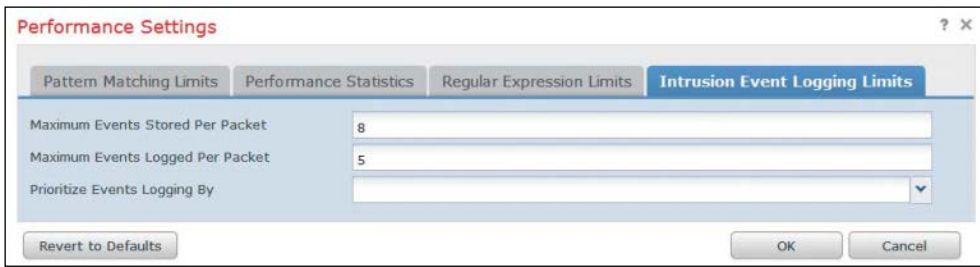 Performance Settings ? ×
Pattern Matching Limits Performance Statistics Regular Expression Limits Intrusion Event Logging Limits
Maximum Events Stored Per Packet 8
Maximum Events Logged Per Packet 5
Prioritize Events Logging By
Revert to Defaults OK Cancel